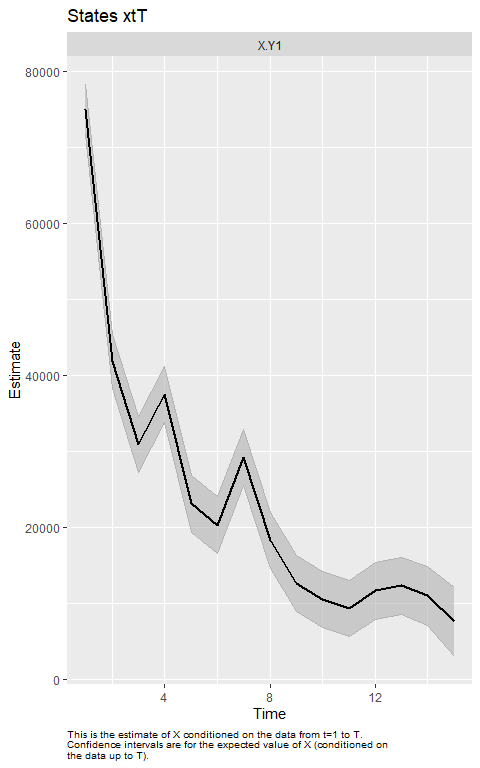 States xtT
X.Y1
80000
60000
40000
20000
0
Estimate
4 8 12
Time
This is the estimate of X conditioned on the data from t=1 to T.
Confidence intervals are for the expected value of X (conditioned on
the data up to T).